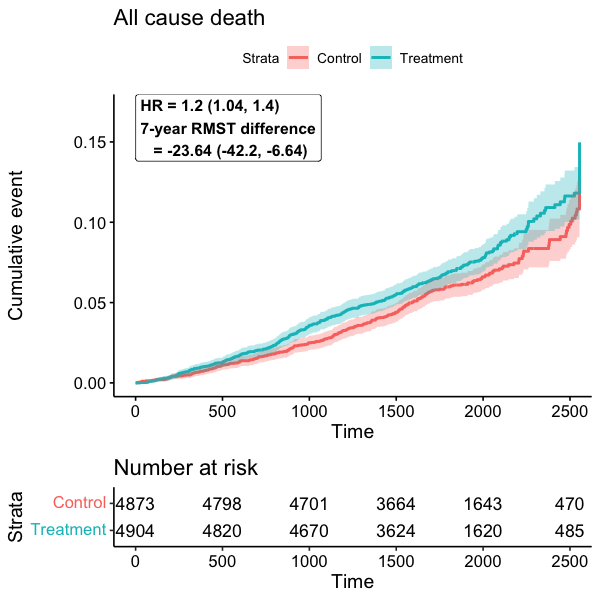 All cause death
Strata Control Treatment
HR = 1.2 (1.04, 1.4)
7-year RMST difference
= -23.64 (-42.2, -6.64)
Cumulative event
0.15
0.10
0.05
0.00
0 500 1000 1500 2000 2500
Time
Number at risk
Strata
Control 4873 4798 4701 3664 1643 470
Treatment 4904 4820 4670 3624 1620 485
0 500 1000 1500 2000 2500
Time